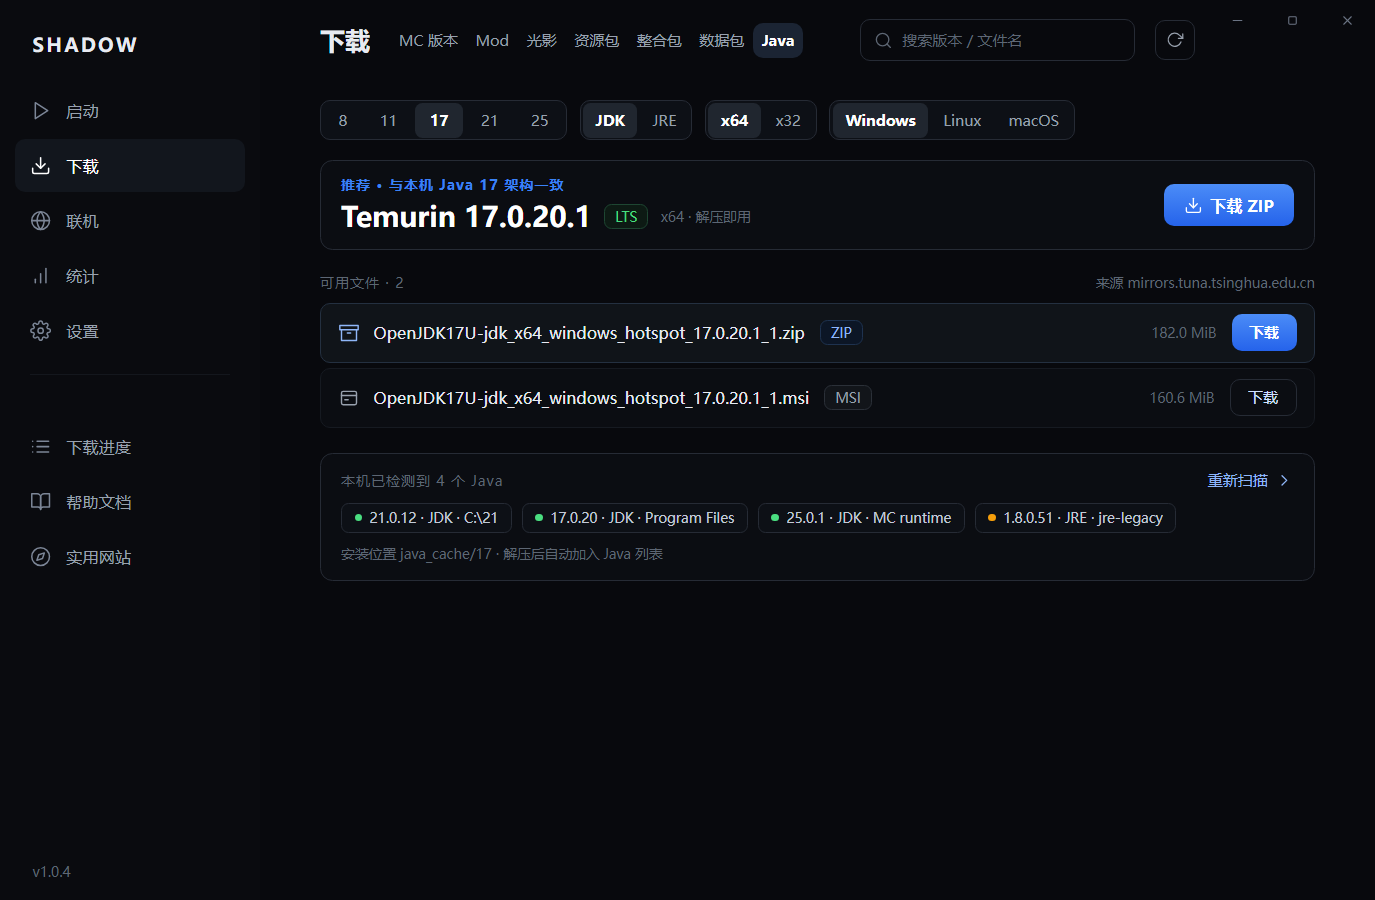 SHADOW
启动
下载
联机
统计
设置
下载进度
帮助文档
实用网站
v1.0.4
下载 MC 版本 Mod 光影 资源包 整合包 数据包 Java 搜索版本 / 文件名
8 11 17 21 25 JDK JRE x64 x32 Windows Linux macOS
推荐 • 与本机 Java 17 架构一致
Temurin 17.0.20.1 LTS x64 · 解压即用 下载 ZIP
可用文件 · 2 来源 mirrors.tuna.tsinghua.edu.cn
OpenJDK17U-jdk_x64_windows_hotspot_17.0.20.1_1.zip ZIP 182.0 MiB 下载
OpenJDK17U-jdk_x64_windows_hotspot_17.0.20.1_1.msi MSI 160.6 MiB 下载
本机已检测到 4 个 Java 重新扫描
21.0.12 · JDK · C:\21 17.0.20 · JDK · Program Files 25.0.1 · JDK · MC runtime 1.8.0.51 · JRE · jre-legacy
安装位置 java_cache/17 · 解压后自动加入 Java 列表